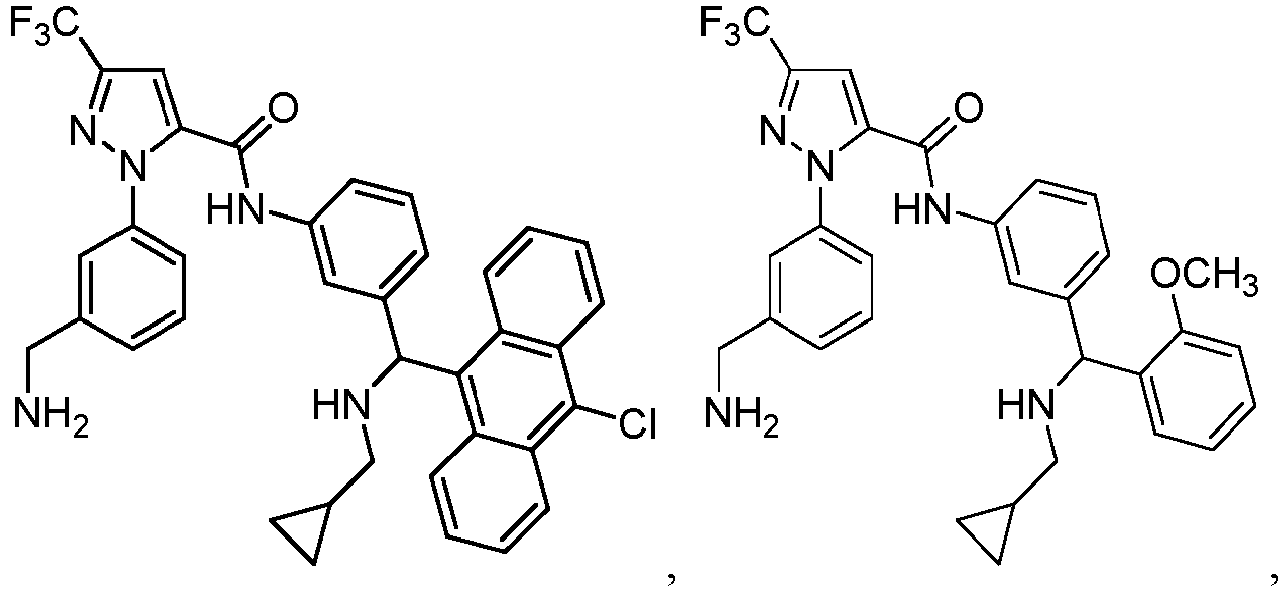 F₃C F₃C
O O
N N
N N
HN HN
OCH₃
NH₂ HN Cl NH₂ HN
, ,